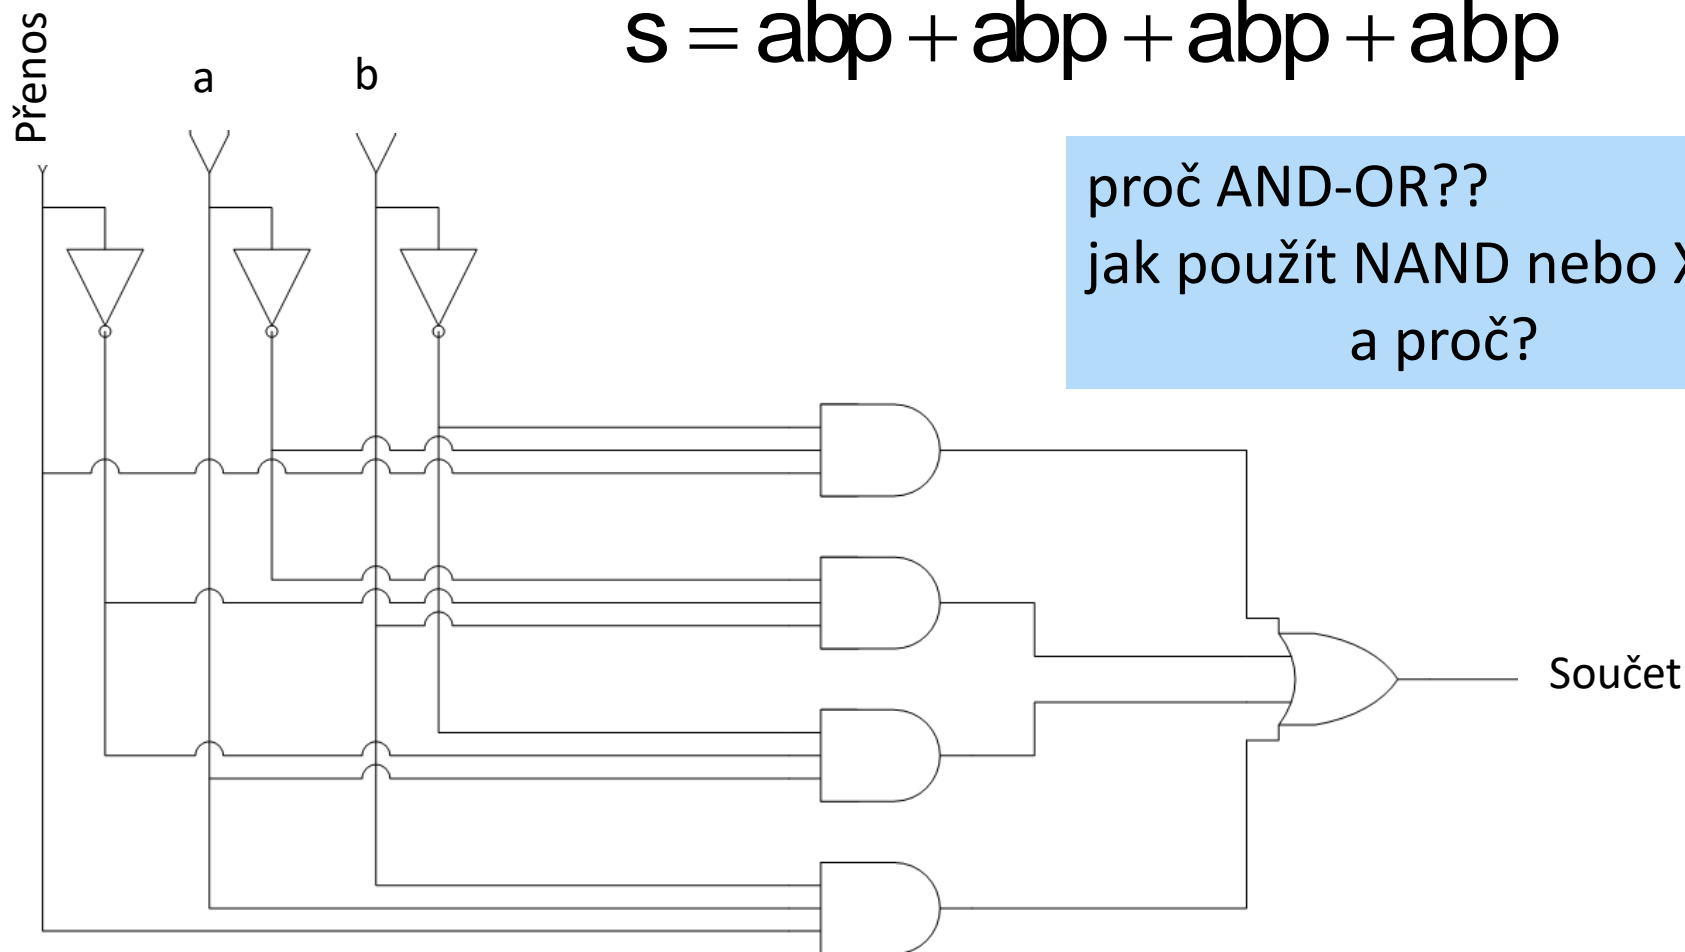 s = abp + abp + abp + abp
Přenos
a
b
proč AND-OR??
jak použít NAND nebo X
a proč?
Součet